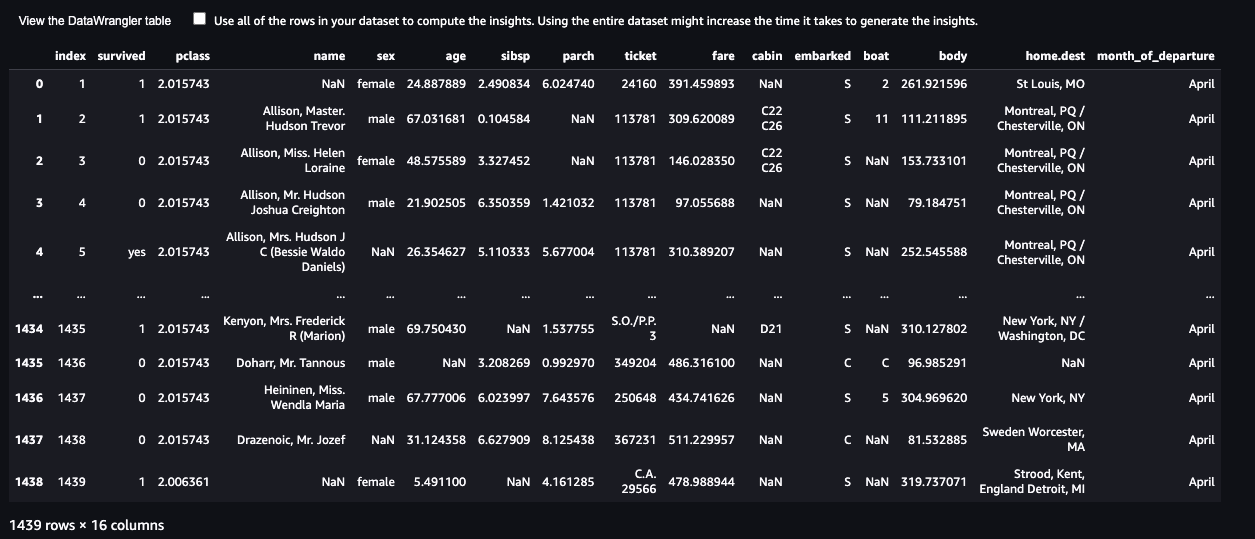 View the DataWrangler table Use all of the rows in your dataset to compute the insights. Using the entire dataset might increase the time it takes to generate the insights.
index survived pclass name sex age sibsp parch ticket fare cabin embarked boat body home.dest month_of_departure
0 1 1 2.015743 NaN female 24.887889 2.490834 6.024740 24160 391.459893 NaN S 2 261.921596 St Louis, MO April
1 2 1 2.015743 Allison, Master. Hudson Trevor male 67.031681 0.104584 NaN 113781 309.620089 C22 C26 S 11 111.211895 Montreal, PQ / Chesterville, ON April
2 3 0 2.015743 Allison, Miss. Helen Loraine female 48.575589 3.327452 NaN 113781 146.028350 C22 C26 S NaN 153.733101 Montreal, PQ / Chesterville, ON April
3 4 0 2.015743 Allison, Mr. Hudson Joshua Creighton male 21.902505 6.350359 1.421032 113781 97.055688 NaN S NaN 79.184751 Montreal, PQ / Chesterville, ON April
4 5 yes 2.015743 Allison, Mrs. Hudson J C (Bessie Waldo Daniels) NaN 26.354627 5.110333 5.677004 113781 310.389207 NaN S NaN 252.545588 Montreal, PQ / Chesterville, ON April
... ... ... ... ... ... ... ... ... ... ... ... ... ... ... ... ...
1434 1435 1 2.015743 Kenyon, Mrs. Frederick R (Marion) male 69.750430 NaN 1.537755 S.O./P.P. 3 NaN D21 S NaN 310.127802 New York, NY / Washington, DC April
1435 1436 0 2.015743 Doharr, Mr. Tannous male NaN 3.208269 0.992970 349204 486.316100 NaN C C 96.985291 NaN April
1436 1437 0 2.015743 Heininen, Miss. Wendla Maria male 67.777006 6.023997 7.643576 250648 434.741626 NaN S 5 304.969620 New York, NY April
1437 1438 0 2.015743 Drazenoic, Mr. Jozef NaN 31.124358 6.627909 8.125438 367231 511.229957 NaN C NaN 81.532885 Sweden Worcester, MA April
1438 1439 1 2.006361 NaN female 5.491100 NaN 4.161285 C.A. 29566 478.988944 NaN S NaN 319.737071 Strood, Kent, England Detroit, MI April
1439 rows × 16 columns